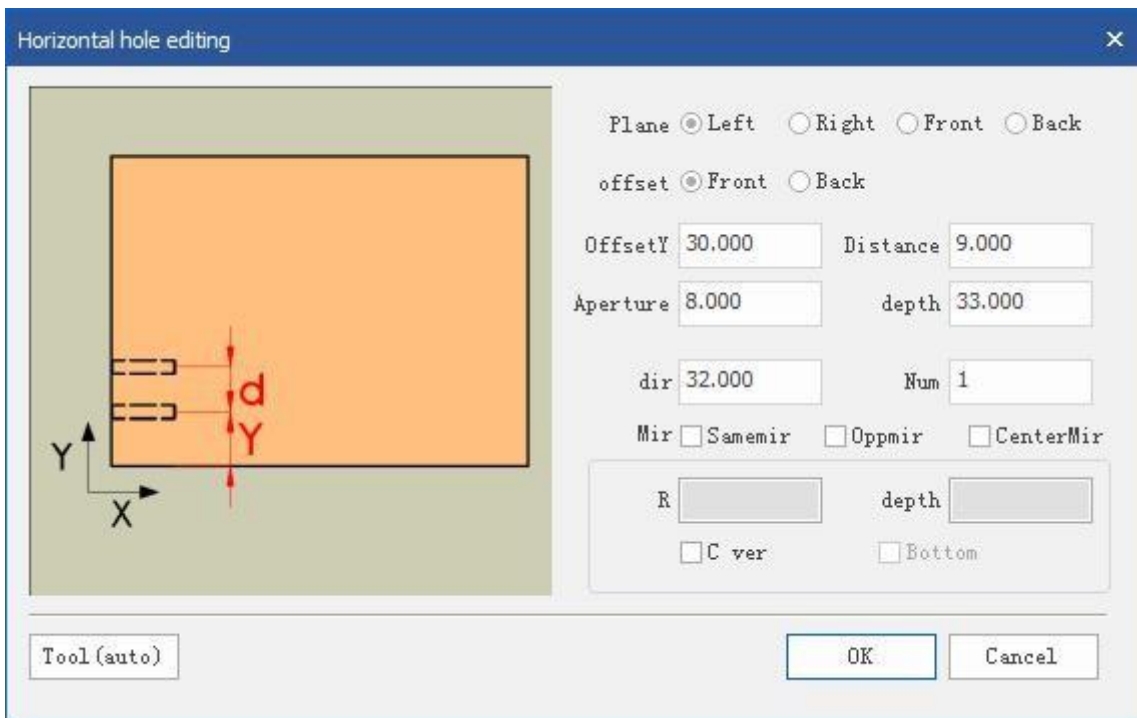 Horizontal hole editing
Plane Left Right Front Back
offset Front Back
OffsetY 30.000 Distance 9.000
Aperture 8.000 depth 33.000
dir 32.000 Num 1
Mir Samemir Oppmir CenterMir
R depth
C ver Bottom
d
Y
Y
X
Tool(auto) OK Cancel